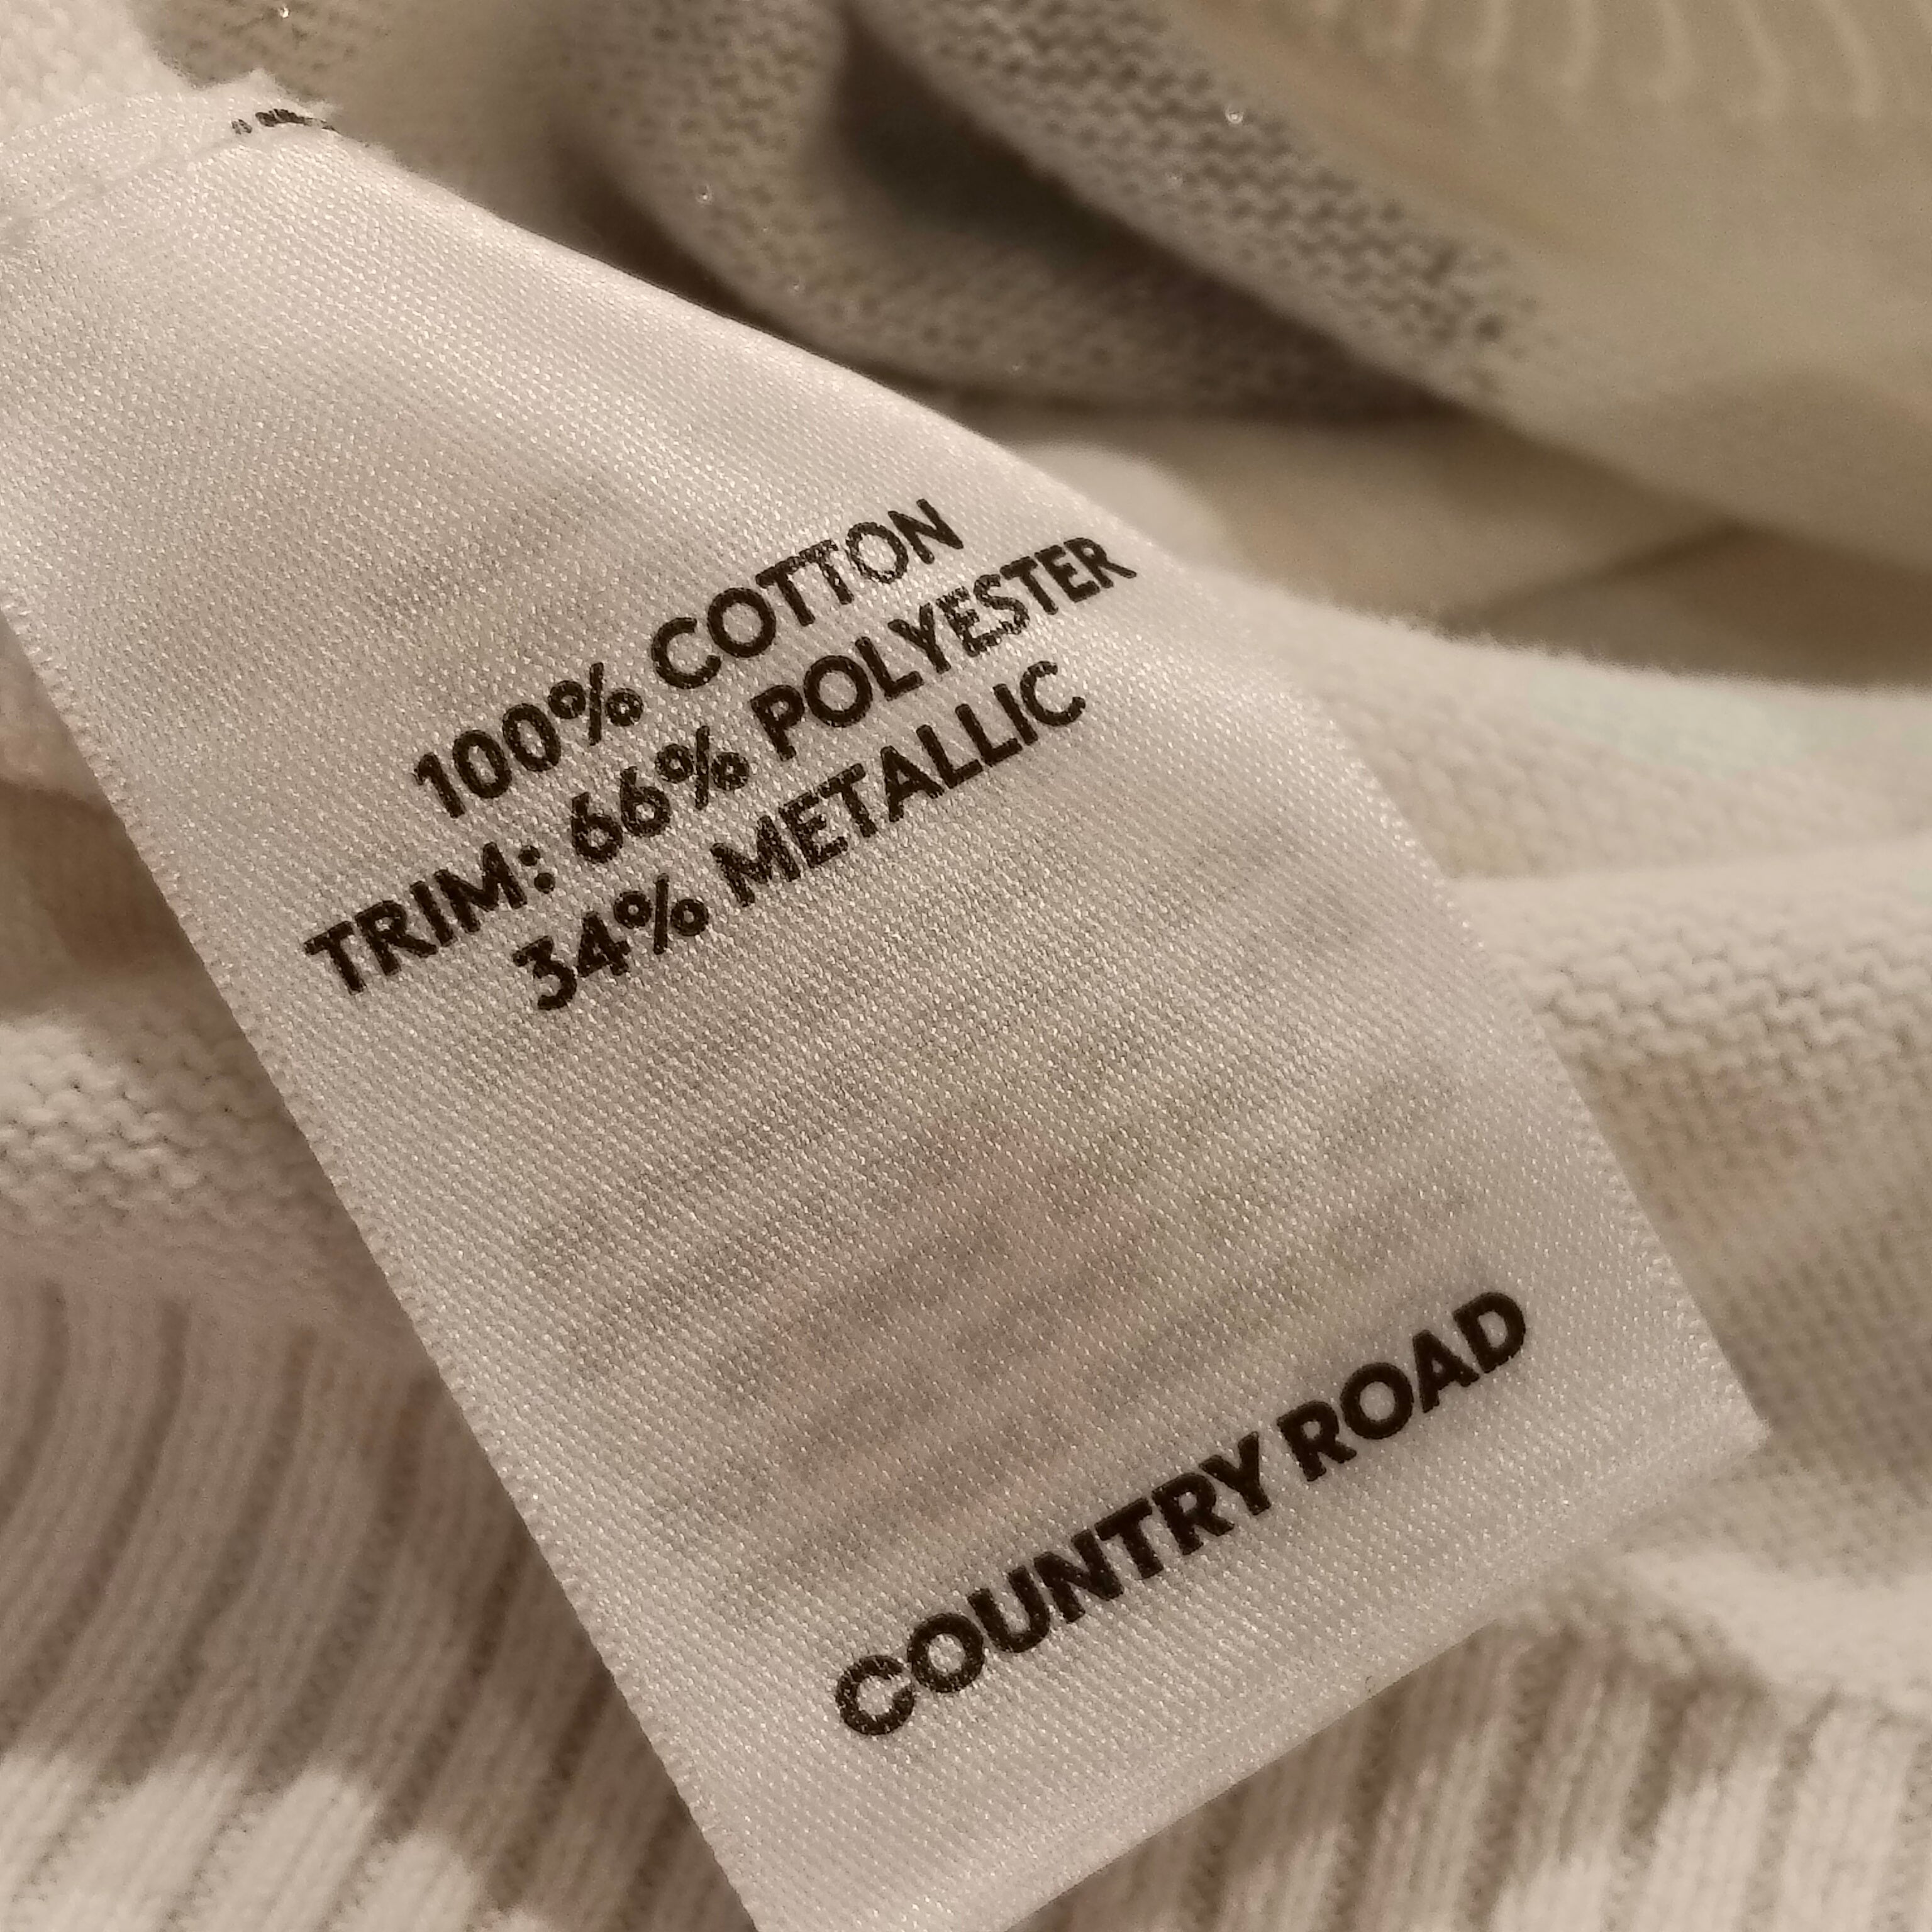 100% COTTON
TRIM: 66% POLYESTER
34% METALLIC
COUNTRY ROAD